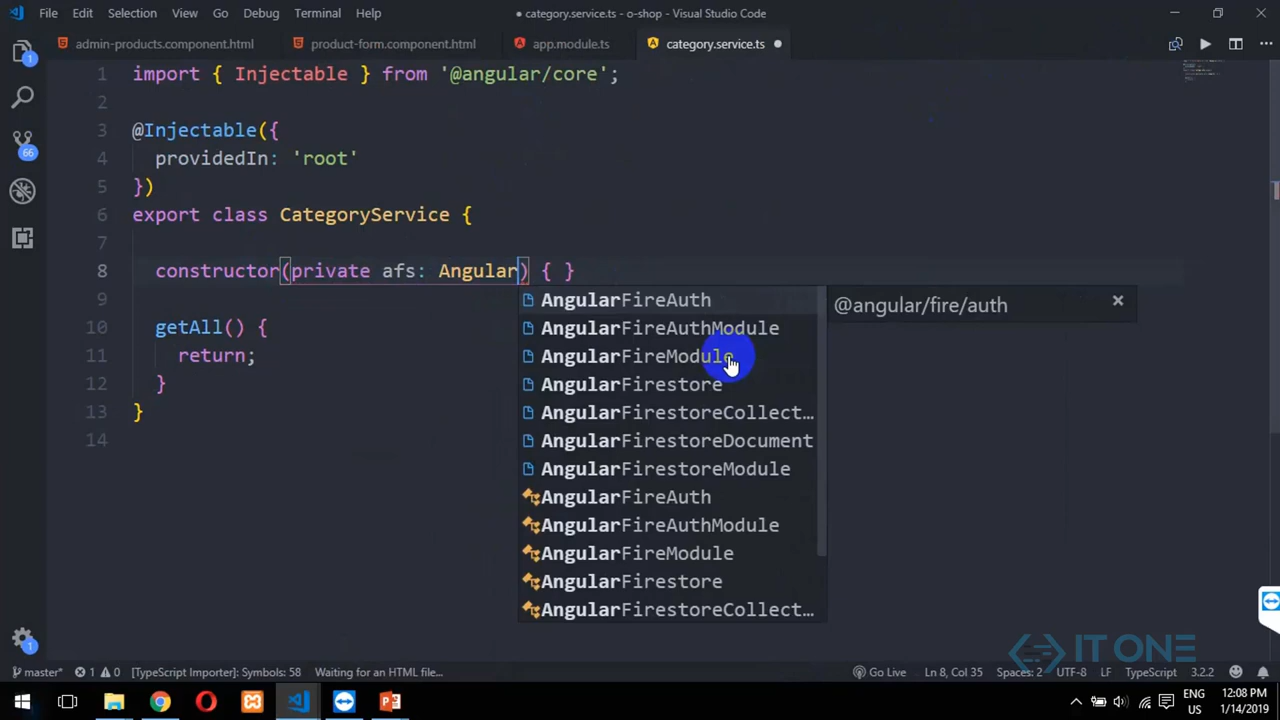 File Edit Selection View Go Debug Terminal Help
● category.service.ts - o-shop - Visual Studio Code
admin-products.component.html product-form.component.html app.module.ts category.service.ts ●
1 import { Injectable } from '@angular/core';
2
3 @Injectable({
4 providedIn: 'root'
5 })
6 export class CategoryService {
7
8 constructor(private afs: Angular) { }
9
10 getAll() {
11 return;
12 }
13 }
14
AngularFireAuth
AngularFireAuthModule
AngularFireModule
AngularFirestore
AngularFirestoreCollect…
AngularFirestoreDocument
AngularFirestoreModule
AngularFireAuth
AngularFireAuthModule
AngularFireModule
AngularFirestore
AngularFirestoreCollect…
@angular/fire/auth
1
66
1
IT ONE
master* 1 0 [TypeScript Importer]: Symbols: 58 Waiting for an HTML file... Go Live Ln 8, Col 35 Spaces: 2 UTF-8 LF TypeScript 3.2.2
ENG
US
12:08 PM
1/14/2019